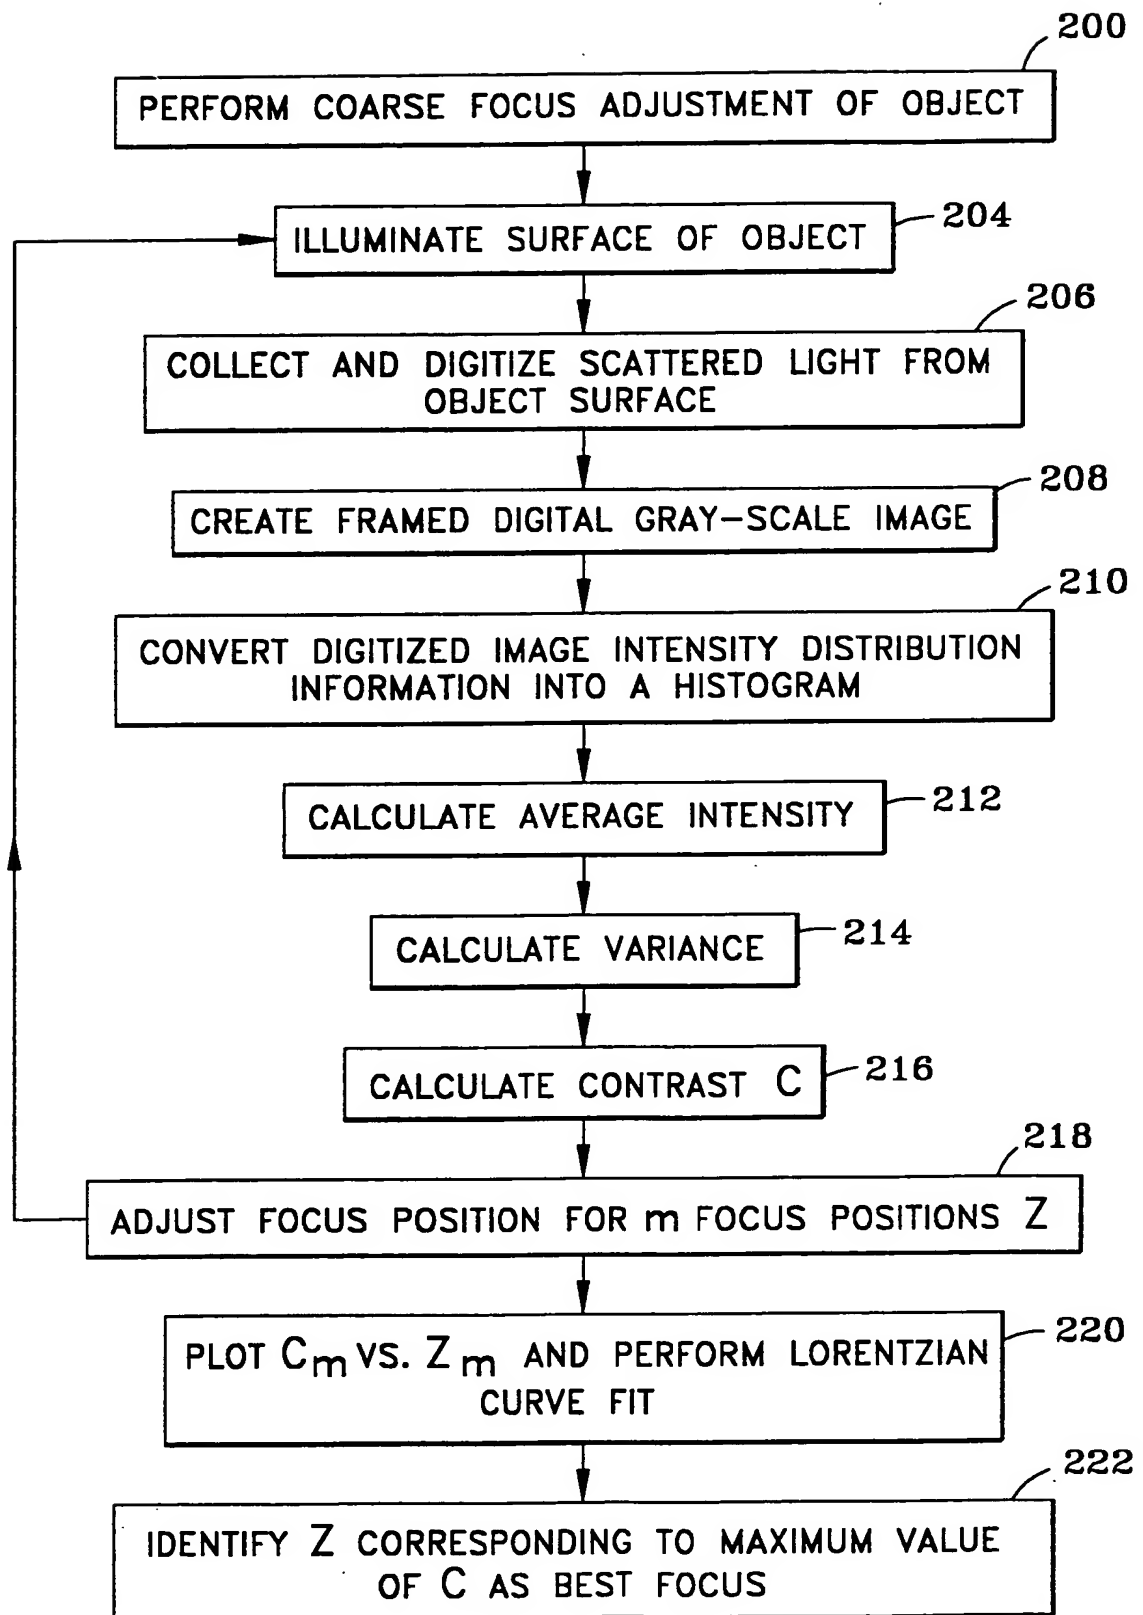 200
PERFORM COARSE FOCUS ADJUSTMENT OF OBJECT
ILLUMINATE SURFACE OF OBJECT
204
206
COLLECT AND DIGITIZE SCATTERED LIGHT FROM
OBJECT SURFACE
208
CREATE FRAMED DIGITAL GRAY-SCALE IMAGE
210
CONVERT DIGITIZED IMAGE INTENSITY DISTRIBUTION
INFORMATION INTO A HISTOGRAM
CALCULATE AVERAGE INTENSITY
212
CALCULATE VARIANCE
214
CALCULATE CONTRAST C
216
218
ADJUST FOCUS POSITION FOR m FOCUS POSITIONS Z
220
PLOT Cm VS. Zm AND PERFORM LORENTZIAN
CURVE FIT
222
IDENTIFY Z CORRESPONDING TO MAXIMUM VALUE
OF C AS BEST FOCUS